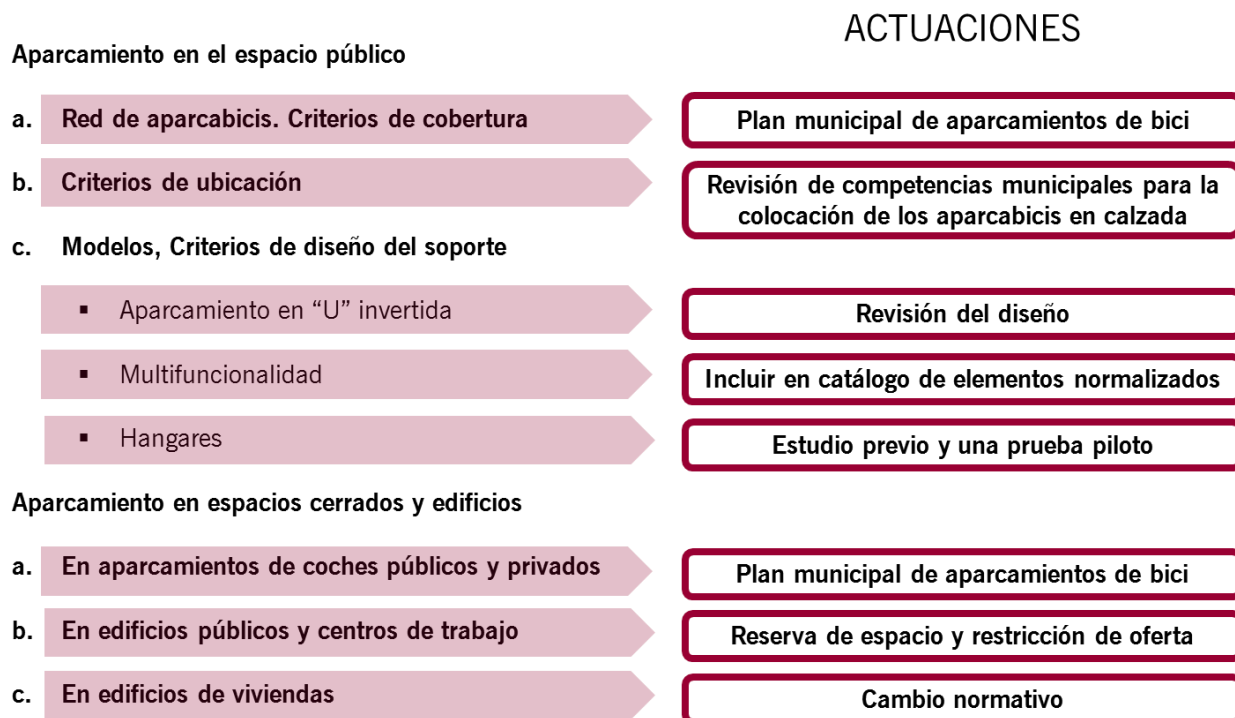 ACTUACIONES
Aparcamiento en el espacio público
a. Red de aparcabicis. Criterios de cobertura
Plan municipal de aparcamientos de bici
b. Criterios de ubicación
Revisión de competencias municipales para la
colocación de los aparcabicis en calzada
c. Modelos, Criterios de diseño del soporte
▪ Aparcamiento en “U” invertida
Revisión del diseño
▪ Multifuncionalidad
Incluir en catálogo de elementos normalizados
▪ Hangares
Estudio previo y una prueba piloto
Aparcamiento en espacios cerrados y edificios
a. En aparcamientos de coches públicos y privados
Plan municipal de aparcamientos de bici
b. En edificios públicos y centros de trabajo
Reserva de espacio y restricción de oferta
c. En edificios de viviendas
Cambio normativo